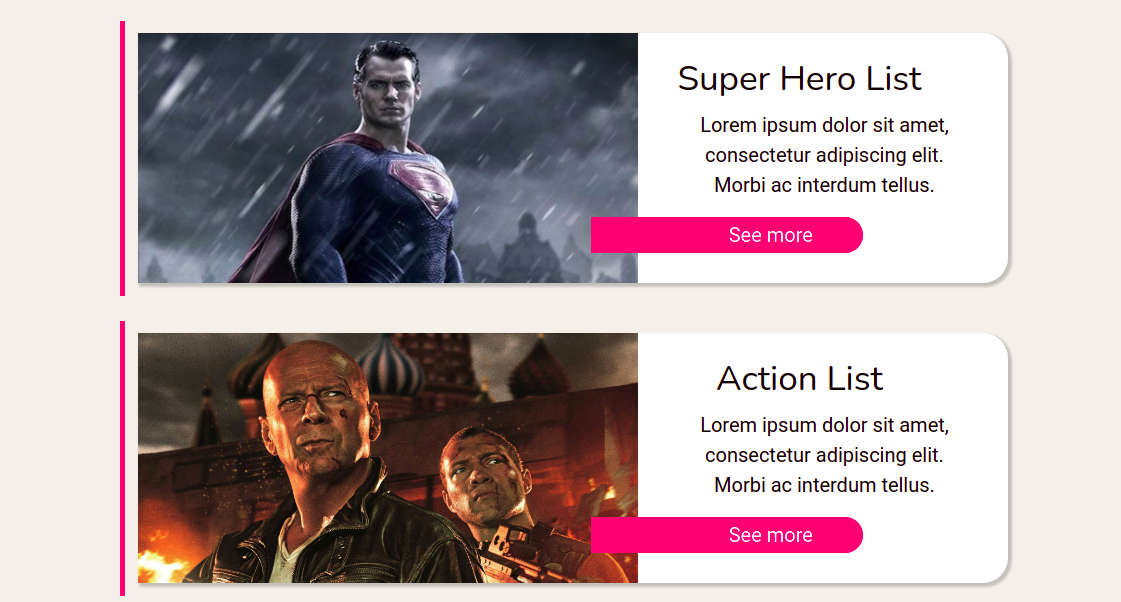 Super Hero List
Lorem ipsum dolor sit amet,
consectetur adipiscing elit.
Morbi ac interdum tellus.
See more
Action List
Lorem ipsum dolor sit amet,
consectetur adipiscing elit.
Morbi ac interdum tellus.
See more